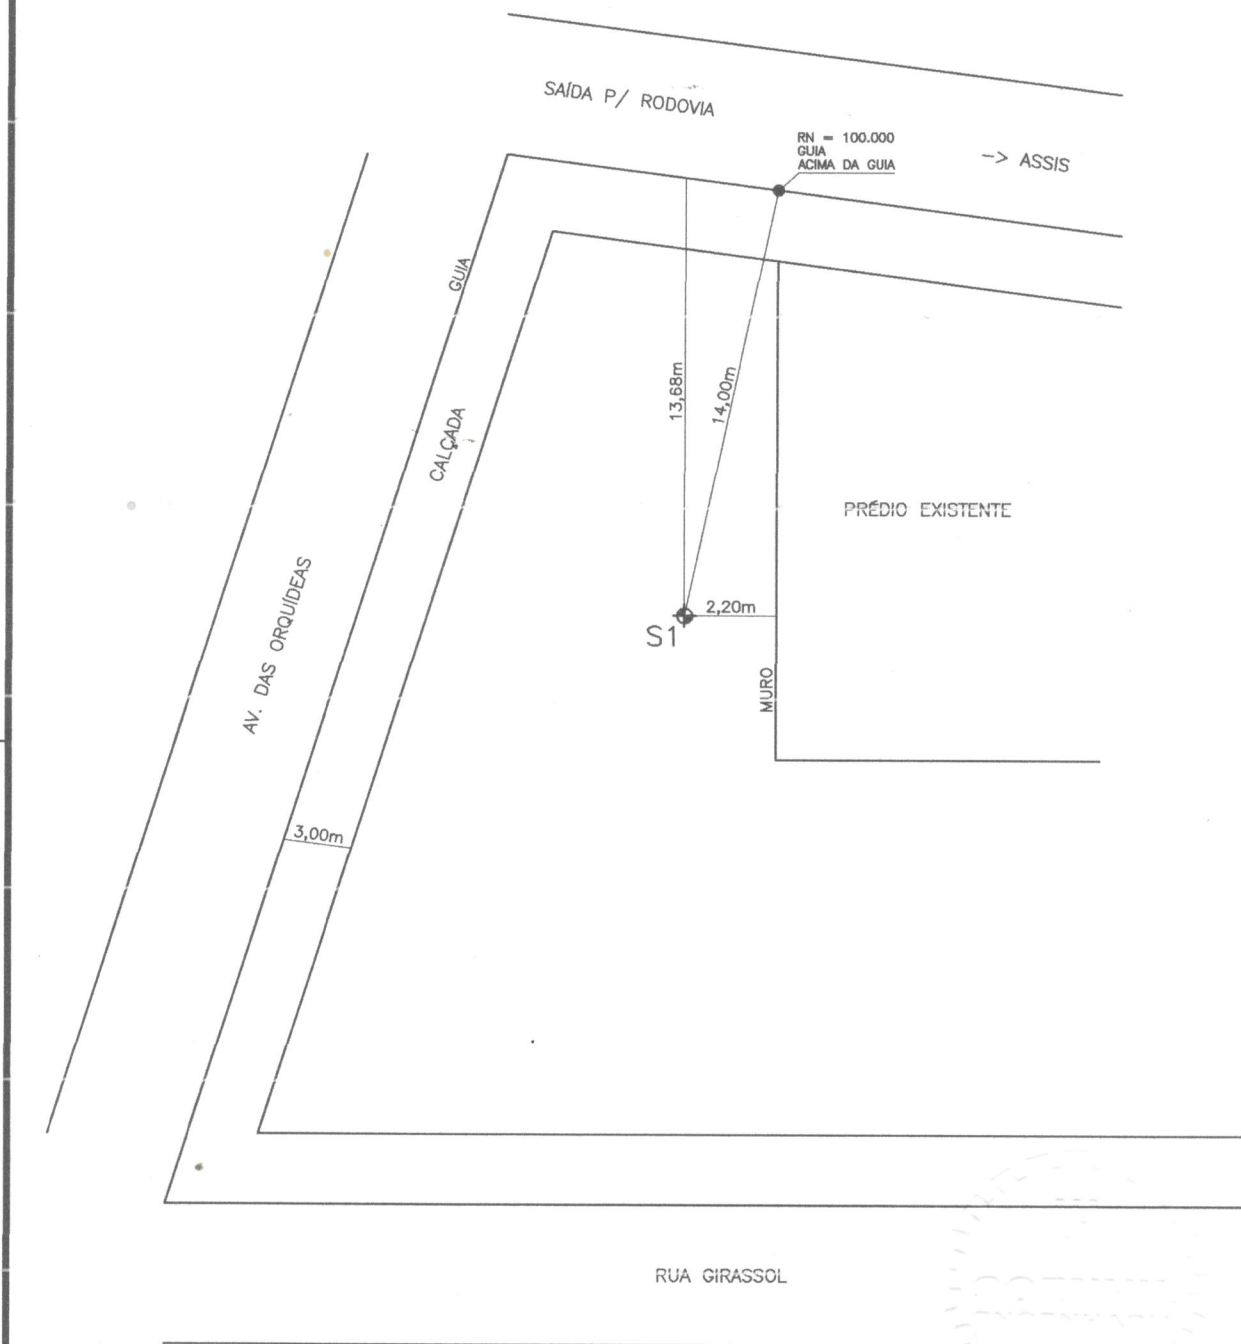 SAÍDA P/ RODOVIA
RN = 100.000
GUIA
ACIMA DA GUIA
-> ASSIS
GUIA
13,68m
14,00m
CALÇADA
PRÉDIO EXISTENTE
AV. DAS ORQUÍDEAS
2,20m
S1
MURO
3,00m
RUA GIRASSOL